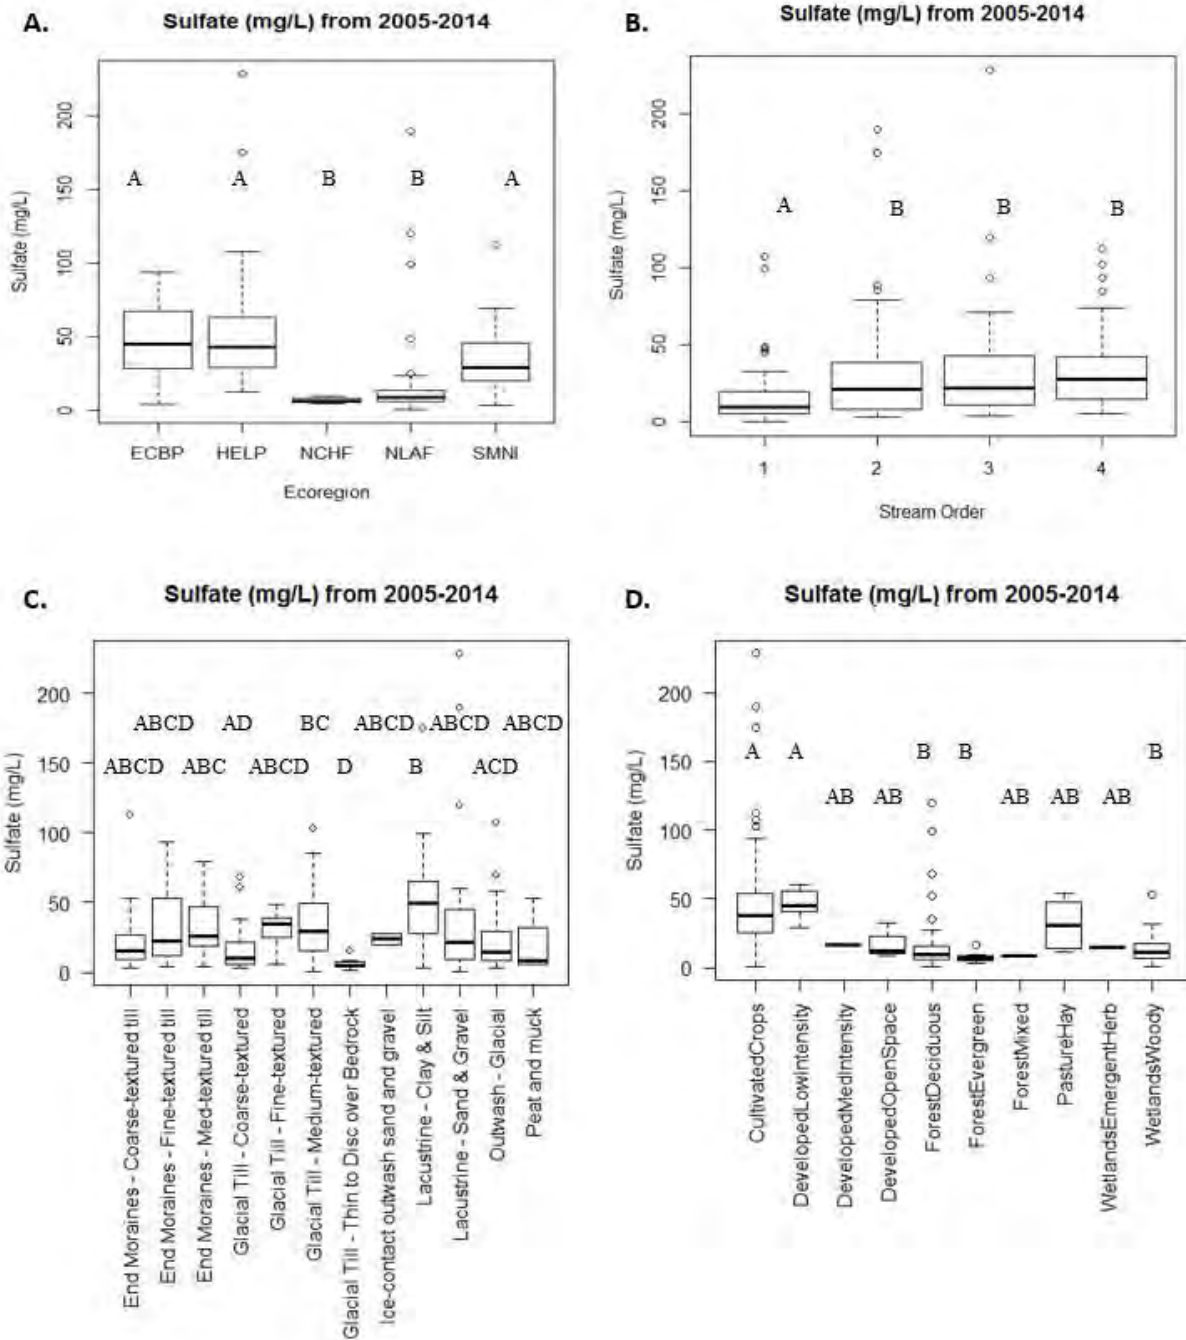 A.
Sulfate (mg/L) from 2005-2014
Sulfate (mg/L)
200
150
100
50
0
A A B B A
ECBP HELP NCHF NLAF SMNI
Ecoregion
B.
Sulfate (mg/L) from 2005-2014
Sulfate (mg/L)
200
150
100
50
0
A B B B
1 2 3 4
Stream Order
C.
Sulfate (mg/L) from 2005-2014
Sulfate (mg/L)
200
150
100
50
0
ABCD AD BC ABCD ABCD ABCD
ABCD ABC ABCD D B ACD
End Moraines - Coarse-textured till
End Moraines - Fine-textured till
End Moraines - Med-textured till
Glacial Till - Coarse-textured
Glacial Till - Fine-textured
Glacial Till - Medium-textured
Glacial Till - Thin to Disc over Bedrock
Ice-contact outwash sand and gravel
Lacustrine - Clay & Silt
Lacustrine - Sand & Gravel
Outwash - Glacial
Peat and muck
D.
Sulfate (mg/L) from 2005-2014
Sulfate (mg/L)
200
150
100
50
0
A A B B B
AB AB AB AB AB
CultivatedCrops
DevelopedLowIntensity
DevelopedMedIntensity
DevelopedOpenSpace
ForestDeciduous
ForestEvergreen
ForestMixed
PastureHay
WetlandsEmergentHerb
WetlandsWoody